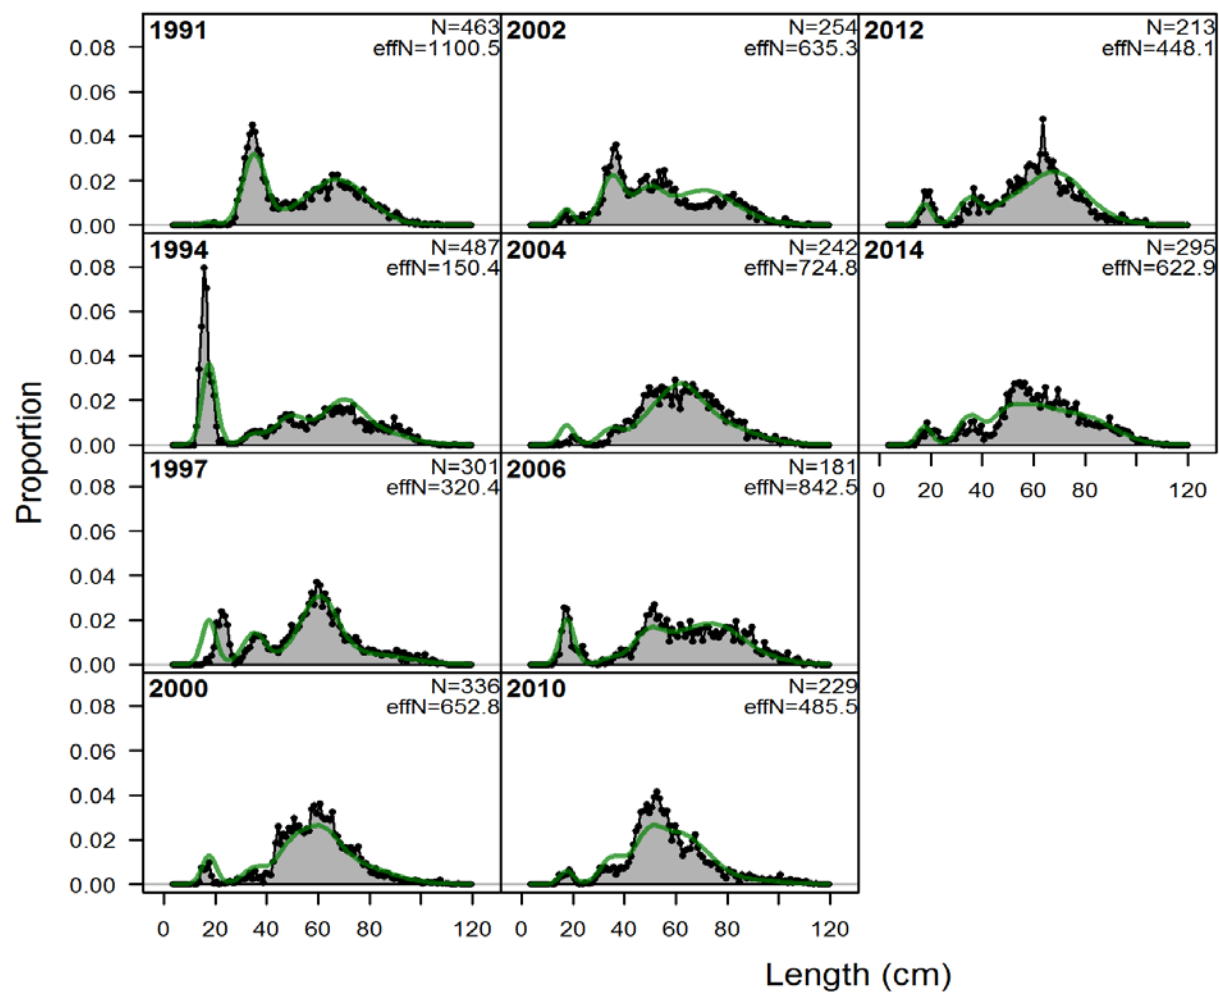 1991 N=463 2002 N=254 2012 N=213
effN=1100.5 effN=635.3 effN=448.1
0.08
0.06
0.04
0.02
0.00
1994 N=487 2004 N=242 2014 N=295
effN=150.4 effN=724.8 effN=622.9
0.08
0.06
0.04
0.02
0.00
1997 N=301 2006 N=181
effN=320.4 effN=842.5
0 20 40 60 80 120
0.08
0.06
0.04
0.02
0.00
2000 N=336 2010 N=229
effN=652.8 effN=485.5
0.08
0.06
0.04
0.02
0.00
0 20 40 60 80 120 0 20 40 60 80 120
Proportion
Length (cm)